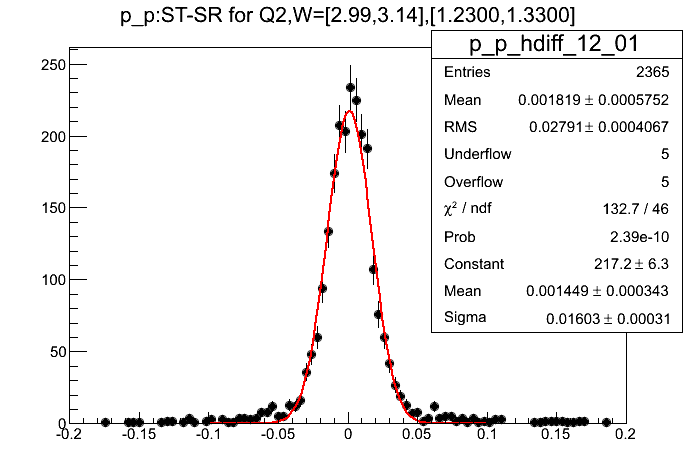 p_p:ST-SR for Q2,W=[2.99,3.14],[1.2300,1.3300]
p_p_hdiff_12_01
Entries 2365
Mean 0.001819 ± 0.0005752
RMS 0.02791 ± 0.0004067
Underflow 5
Overflow 5
χ² / ndf 132.7 / 46
Prob 2.39e-10
Constant 217.2 ± 6.3
Mean 0.001449 ± 0.000343
Sigma 0.01603 ± 0.00031
250
200
150
100
50
0
-0.2 -0.15 -0.1 -0.05 0 0.05 0.1 0.15 0.2